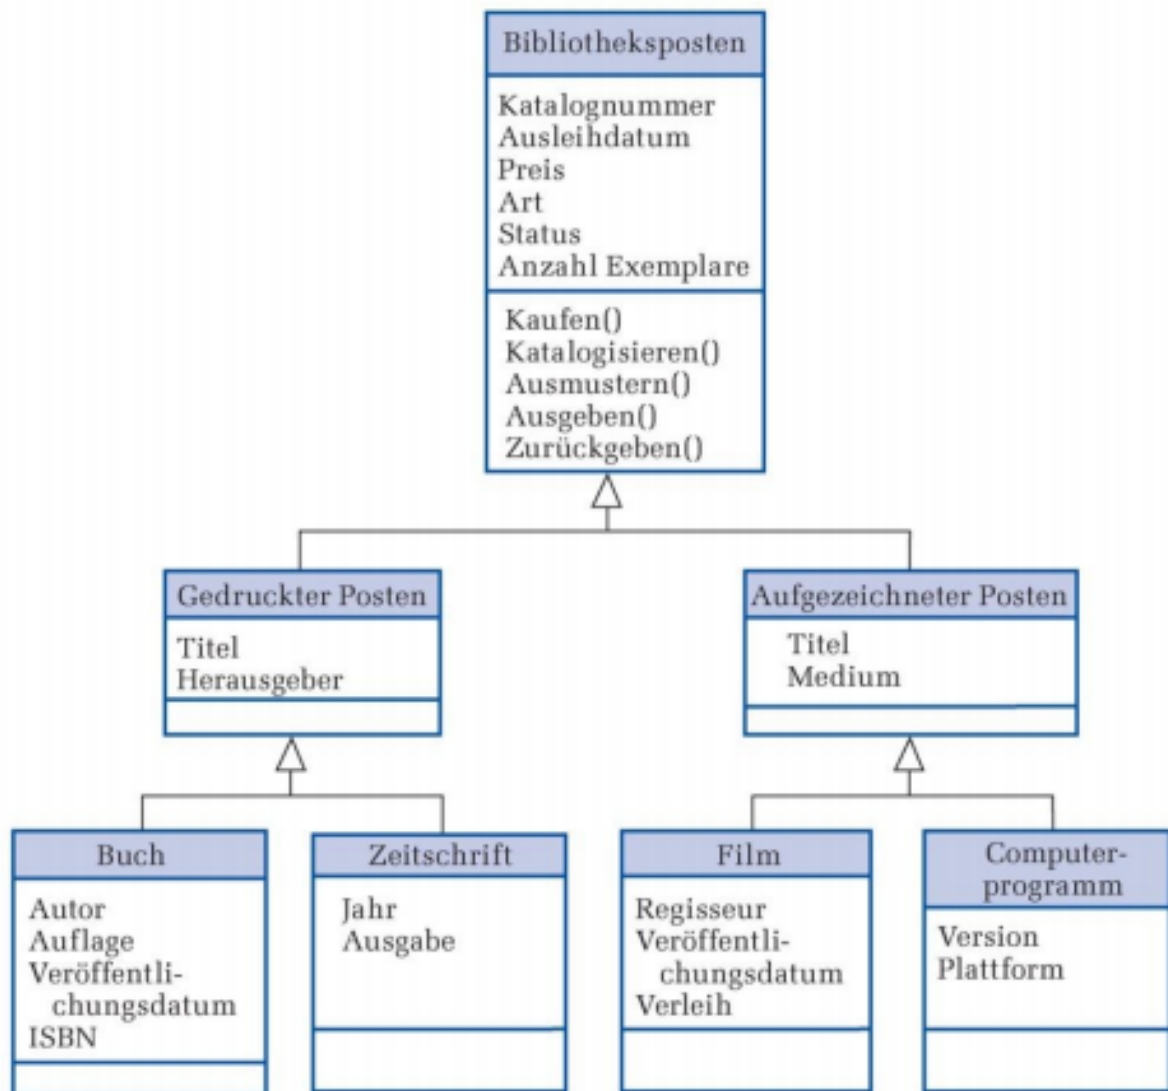 Bibliotheksposten
Katalognummer
Ausleihdatum
Preis
Art
Status
Anzahl Exemplare
Kaufen()
Katalogisieren()
Ausmustern()
Ausgeben()
Zurückgeben()
Gedruckter Posten
Titel
Herausgeber
Aufgezeichneter Posten
Titel
Medium
Buch
Autor
Auflage
Veröffentli-
chungsdatum
ISBN
Zeitschrift
Jahr
Ausgabe
Film
Regisseur
Veröffentli-
chungsdatum
Verleih
Computer-
programm
Version
Plattform